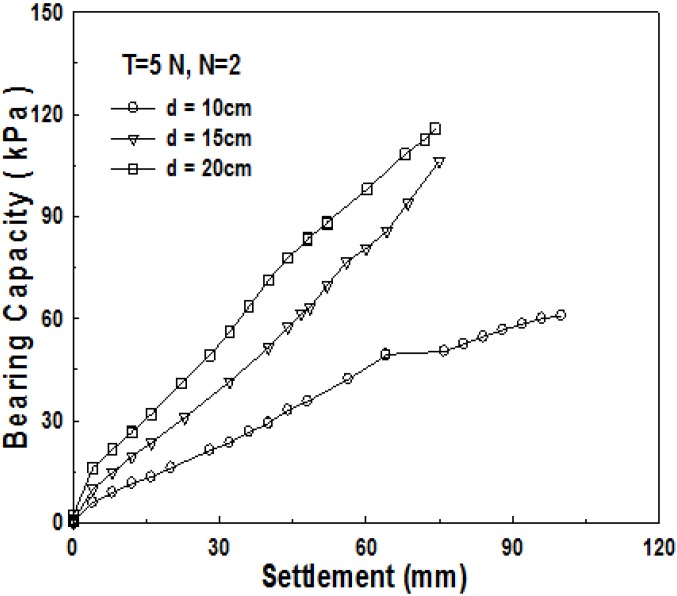 150
120
90
60
30
0
Bearing Capacity ( kPa)
T=5 N, N=2
d = 10cm
d = 15cm
d = 20cm
0 30 60 90 120
Settlement (mm)